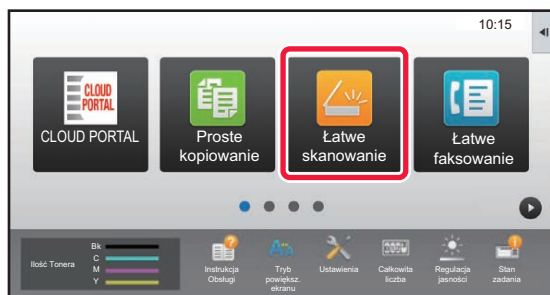 10:15
CLOUD
PORTAL
CLOUD PORTAL
Proste
kopiowanie
Łatwe
skanowanie
Łatwe
faksowanie
Ilość Tonera
Bk
C
M
Y
Instrukcja
Obsługi
Tryb
powiększ.
ekranu
Ustawienia
Całkowita
liczba
Regulacja
jasności
Stan
zadania